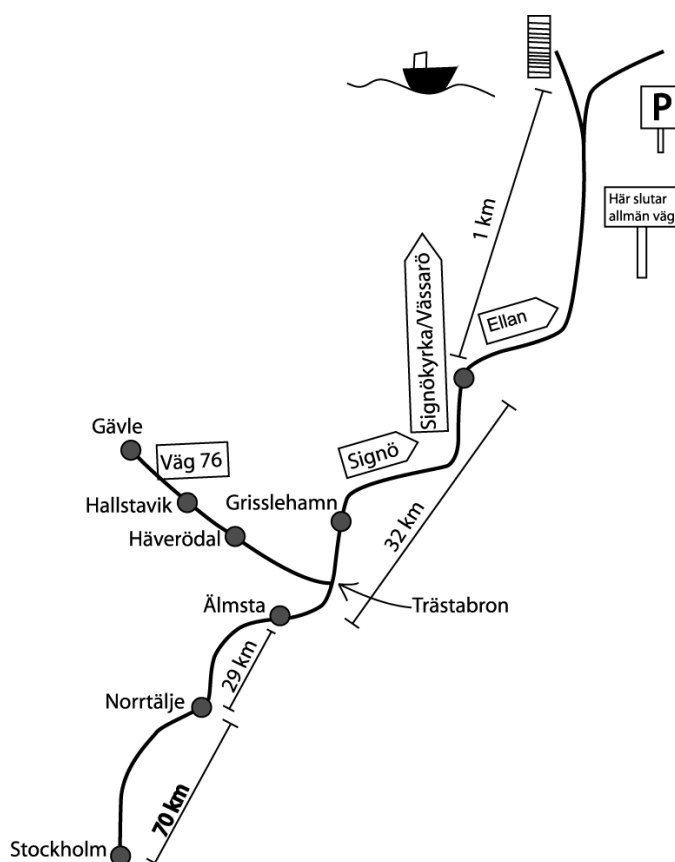 P
Här slutar
allmän väg
1 km
Signökyrka/Vässarö
Ellan
Gävle
Väg 76
Signö
Hallstavik
Grisslehamn
Häverödal
32 km
Älmsta
Trästabron
29 km
Norrtälje
70 km
Stockholm